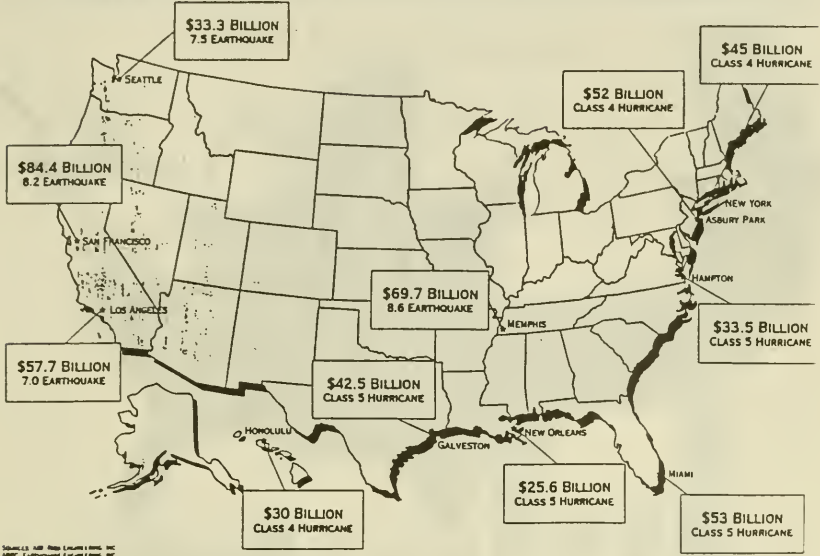 $33.3 BILLION
7.5 EARTHQUAKE
SEATTLE
$45 BILLION
CLASS 4 HURRICANE
$52 BILLION
CLASS 4 HURRICANE
$84.4 BILLION
8.2 EARTHQUAKE
NEW YORK
ASBURY PARK
SAN FRANCISCO
HAMPTON
$69.7 BILLION
8.6 EARTHQUAKE
LOS ANGELES
MEMPHIS
$33.5 BILLION
CLASS 5 HURRICANE
$57.7 BILLION
7.0 EARTHQUAKE
$42.5 BILLION
CLASS 5 HURRICANE
HONOLULU
GALVESTON
NEW ORLEANS
MIAMI
$25.6 BILLION
CLASS 5 HURRICANE
$30 BILLION
CLASS 4 HURRICANE
$53 BILLION
CLASS 5 HURRICANE